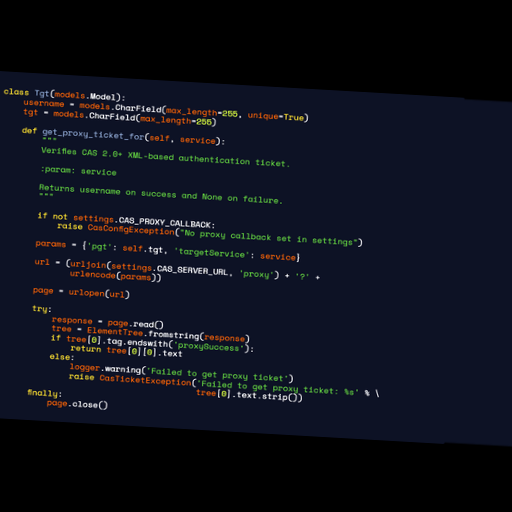 class Tgt(models.Model):
    username = models.CharField(max_length=255, unique=True)
    tgt = models.CharField(max_length=255)

    def get_proxy_ticket_for(self, service):
        """
        Verifies CAS 2.0+ XML-based authentication ticket.

        :param: service

        Returns username on success and None on failure.
        """

        if not settings.CAS_PROXY_CALLBACK:
            raise CasConfigException("No proxy callback set in settings")

        params = {'pgt': self.tgt, 'targetService': service}

        url = (urljoin(settings.CAS_SERVER_URL, 'proxy') + '?' +
               urlencode(params))

        page = urlopen(url)

        try:
            response = page.read()
            tree = ElementTree.fromstring(response)
            if tree[0].tag.endswith('proxySuccess'):
                return tree[0][0].text
            else:
                logger.warning('Failed to get proxy ticket')
                raise CasTicketException('Failed to get proxy ticket: %s' % \
                                         tree[0].text.strip())
        finally:
            page.close()